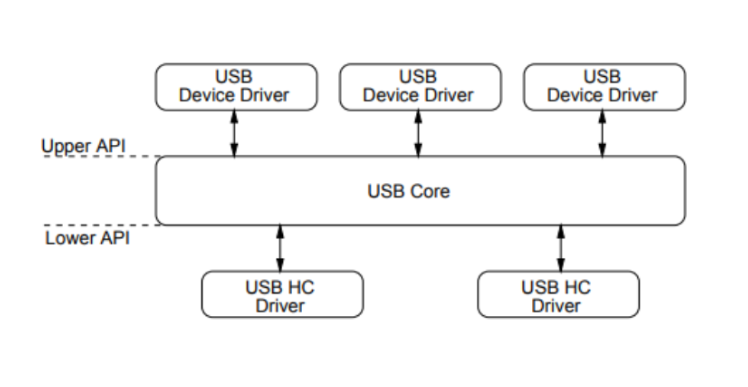 USB
Device Driver
USB
Device Driver
USB
Device Driver
Upper API
USB Core
Lower API
USB HC
Driver
USB HC
Driver